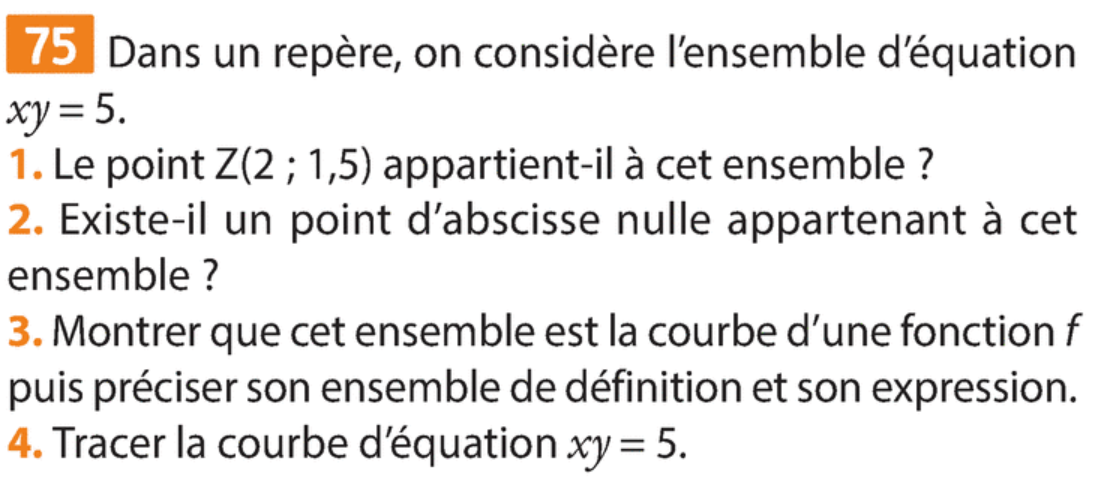 75 Dans un repère, on considère l'ensemble d'équation
xy = 5.
1. Le point Z(2 ; 1,5) appartient-il à cet ensemble ?
2. Existe-il un point d'abscisse nulle appartenant à cet
ensemble ?
3. Montrer que cet ensemble est la courbe d'une fonction f
puis préciser son ensemble de définition et son expression.
4. Tracer la courbe d'équation xy = 5.